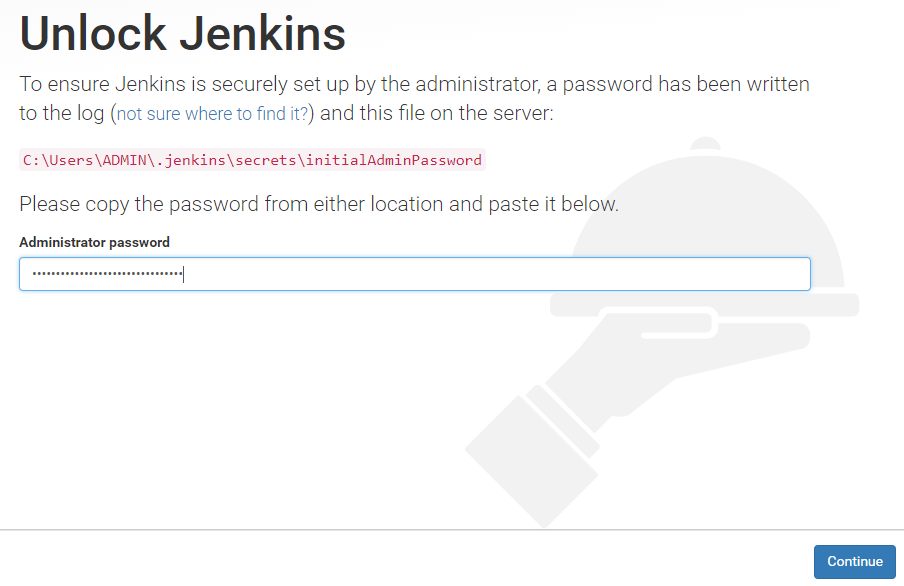 Unlock Jenkins
To ensure Jenkins is securely set up by the administrator, a password has been written
to the log (not sure where to find it?) and this file on the server:
C:\Users\ADMIN\.jenkins\secrets\initialAdminPassword
Please copy the password from either location and paste it below.
Administrator password
••••••••••••••••••••••••••••••••
Continue